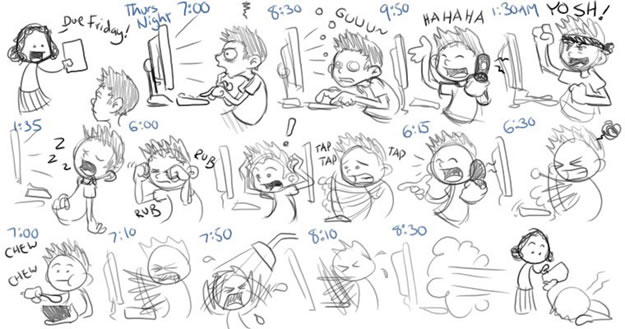 Due Friday!
Thurs Night
7:00
8:30
GUUUN
9:50
HAHAHA
1:30AM
YOSH!
1:35
Z Z Z
6:00
RUB
RUB
!
TAP TAP
TAP
6:15
6:30
7:00
CHEW
CHEW
7:10
7:50
8:10
8:30